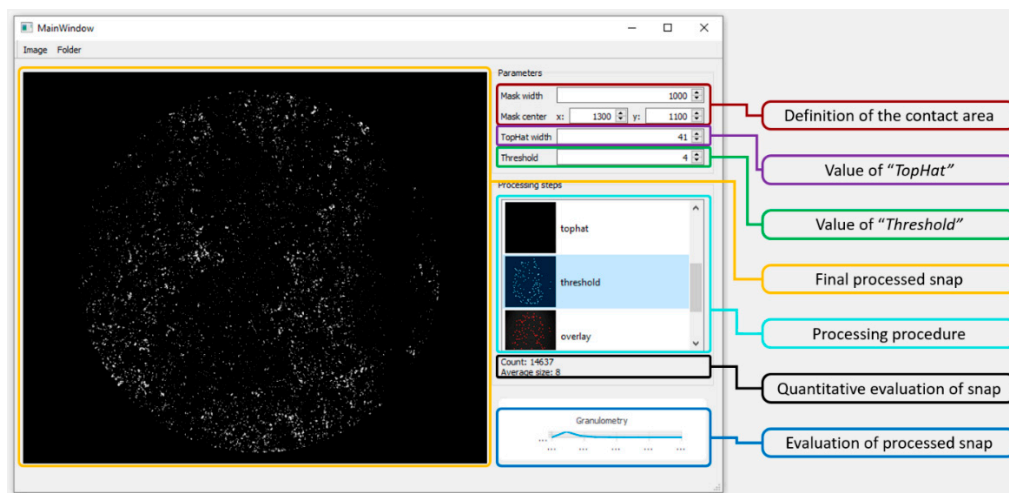 MainWindow
Image Folder
Parameters
Mask width 1000
Mask center x: 1300 y: 1100
TopHat width 41
Threshold 4
Processing steps
tophat
threshold
overlay
Count: 14637
Average size: 8
Granulometry
...
... ... ... ... ...
Definition of the contact area
Value of "TopHat"
Value of "Threshold"
Final processed snap
Processing procedure
Quantitative evaluation of snap
Evaluation of processed snap